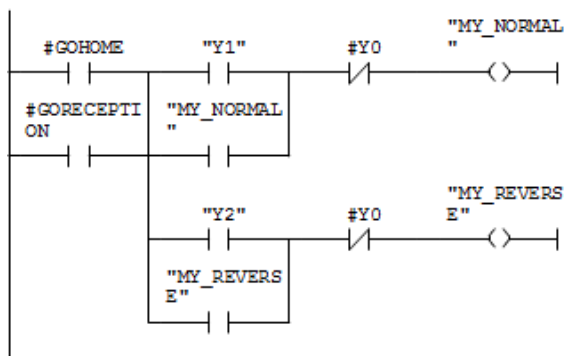 "MY_NORMAL
#GOHOME "Y1" #Y0 "
#GORECEPTI "MY_NORMAL
ON "
"MY_REVERS
"Y2" #Y0 E"
"MY_REVERS
E"